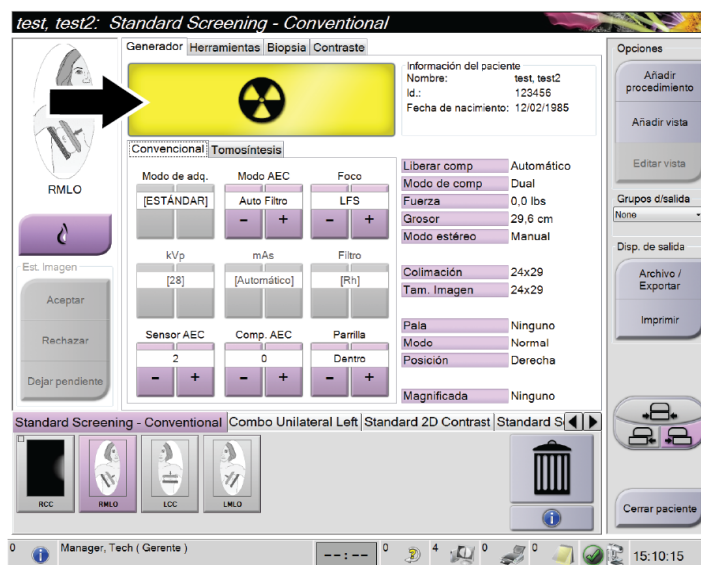 test, test2: Standard Screening - Conventional
Generador Herramientas Biopsia Contraste
Información del paciente
Nombre: test, test2
Id.: 123456
Fecha de nacimiento: 12/02/1985
RMLO
Est. Imagen
Aceptar
Rechazar
Dejar pendiente
Convencional Tomosíntesis
Modo de adq. Modo AEC Foco
[ESTÁNDAR] Auto Filtro LFS
- + - +
kVp mAs Filtro
[28] [Automático] [Rh]
Sensor AEC Comp. AEC Parrilla
2 0 Dentro
- + - + - +
Liberar comp Automático
Modo de comp Dual
Fuerza 0,0 lbs
Grosor 29,6 cm
Modo estéreo Manual
Colimación 24x29
Tam. Imagen 24x29
Pala Ninguno
Modo Normal
Posición Derecha
Magnificada Ninguno
Opciones
Añadir
procedimiento
Añadir vista
Editar vista
Grupos d/salida
None
Disp. de salida
Archivo /
Exportar
Imprimir
Cerrar paciente
Standard Screening - Conventional Combo Unilateral Left Standard 2D Contrast Standard S
RCC RMLO LCC LMLO
0 Manager, Tech ( Gerente ) --:-- 0 4 0 0 15:10:15